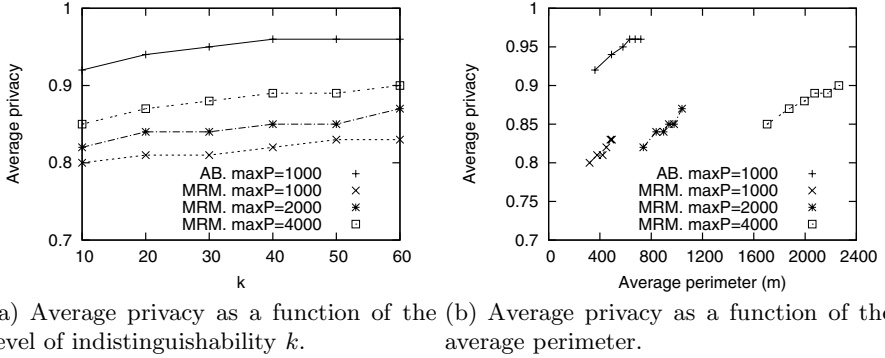 1
0.9
0.8
0.7
10 20 30 40 50 60
Average privacy
k
AB. maxP=1000
MRM. maxP=1000
MRM. maxP=2000
MRM. maxP=4000
1
0.95
0.9
0.85
0.8
0.75
0.7
0 400 800 1200 1600 2000 2400
Average privacy
Average perimeter (m)
AB. maxP=1000
MRM. maxP=1000
MRM. maxP=2000
MRM. maxP=4000
a) Average privacy as a function of the
evel of indistinguishability k.
(b) Average privacy as a function of the
average perimeter.